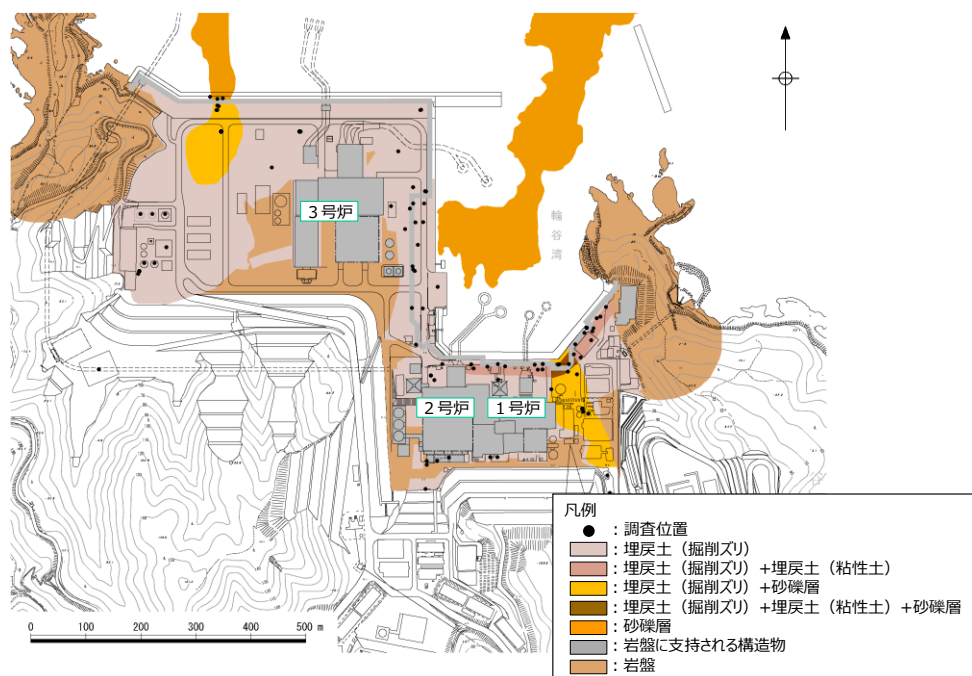 3号炉
輪谷湾
2号炉
1号炉
凡例
● : 調査位置
: 埋戻土（掘削ズリ）
: 埋戻土（掘削ズリ）+埋戻土（粘性土）
: 埋戻土（掘削ズリ）+砂礫層
: 埋戻土（掘削ズリ）+埋戻土（粘性土）+砂礫層
: 砂礫層
: 岩盤に支持される構造物
: 岩盤
0 100 200 300 400 500 m